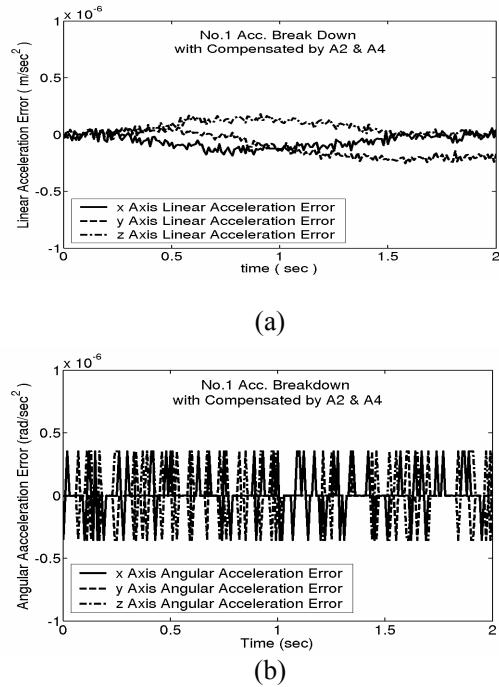 x 10-6
No.1 Acc. Break Down
with Compensated by A2 & A4
Linear Acceleration Error ( m/sec2 )
1
0.5
0
-0.5
-1
x Axis Linear Acceleration Error
y Axis Linear Acceleration Error
z Axis Linear Acceleration Error
0 0.5 1 1.5 2
time ( sec )
(a)
x 10-6
No.1 Acc. Breakdown
with Compensated by A2 & A4
Angular Aacceleration Error (rad/sec2 )
1
0.5
0
-0.5
-1
x Axis Angular Acceleration Error
y Axis Angular Acceleration Error
z Axis Angular Acceleration Error
0 0.5 1 1.5 2
Time (sec)
(b)